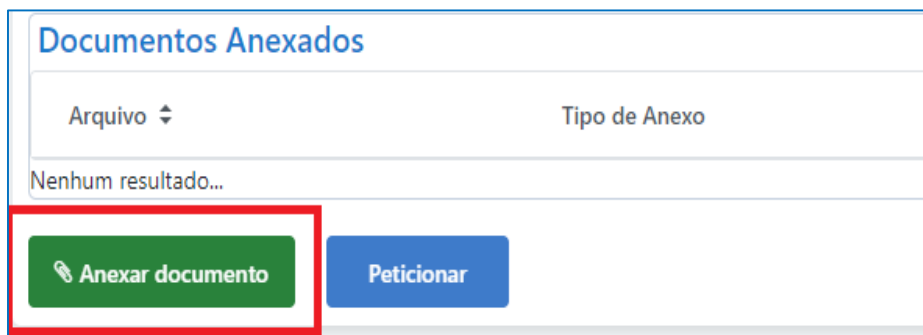 Documentos Anexados
Arquivo Tipo de Anexo
Nenhum resultado...
Anexar documento Peticionar